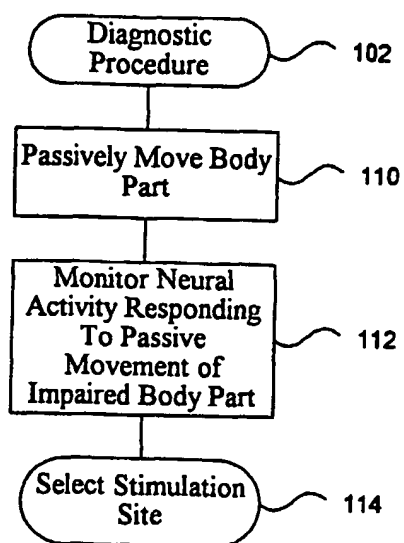 Diagnostic
Procedure
102
Passively Move Body
Part
110
Monitor Neural
Activity Responding
To Passive
Movement of
Impaired Body Part
112
Select Stimulation
Site
114